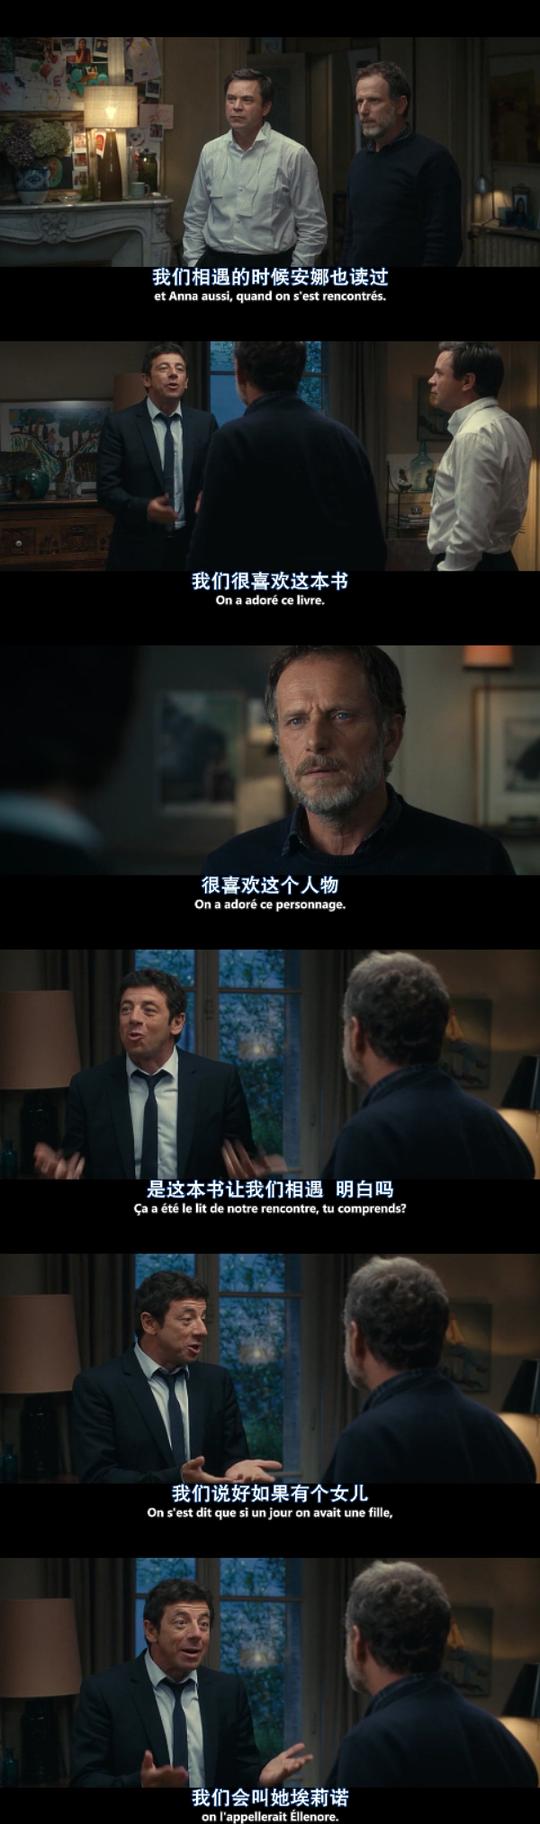 我们相遇的时候安娜也读过
et Anna aussi, quand on s'est rencontrés.
我们很喜欢这本书
On a adoré ce livre.
很喜欢这个人物
On a adoré ce personnage.
是这本书让我们相遇 明白吗
Ça a été le lit de notre rencontre, tu comprends?
我们说好如果有个女儿
On s'est dit que si un jour on avait une fille,
我们会叫她埃莉诺
on l'appellerait Éllenore.